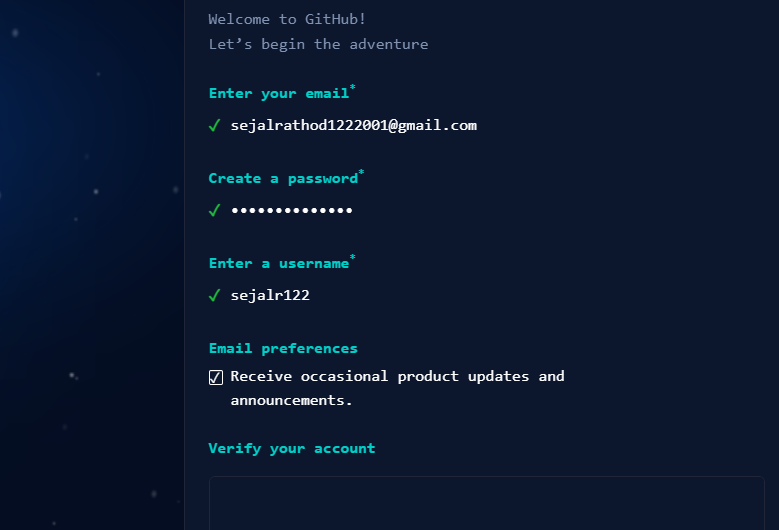 Welcome to GitHub!
Let’s begin the adventure
Enter your email*
✓ sejalrathod1222001@gmail.com
Create a password*
✓ ••••••••••••••
Enter a username*
✓ sejalr122
Email preferences
Receive occasional product updates and
announcements.
Verify your account